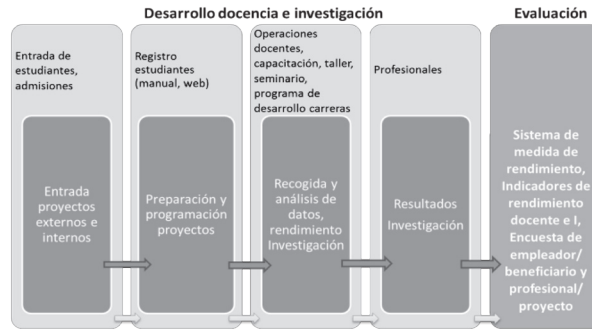 Desarrollo docencia e investigación
Evaluación
Entrada de
estudiantes,
admisiones
Entrada
proyectos
externos e
internos
Registro
estudiantes
(manual, web)
Preparación y
programación
proyectos
Operaciones
docentes,
capacitación, taller,
seminario,
programa de
desarrollo carreras
Recogida y
análisis de
datos,
rendimiento
Investigación
Profesionales
Resultados
Investigación
Sistema de
medida de
rendimiento,
Indicadores de
rendimiento
docente e I,
Encuesta de
empleador/
beneficiario y
profesional/
proyecto